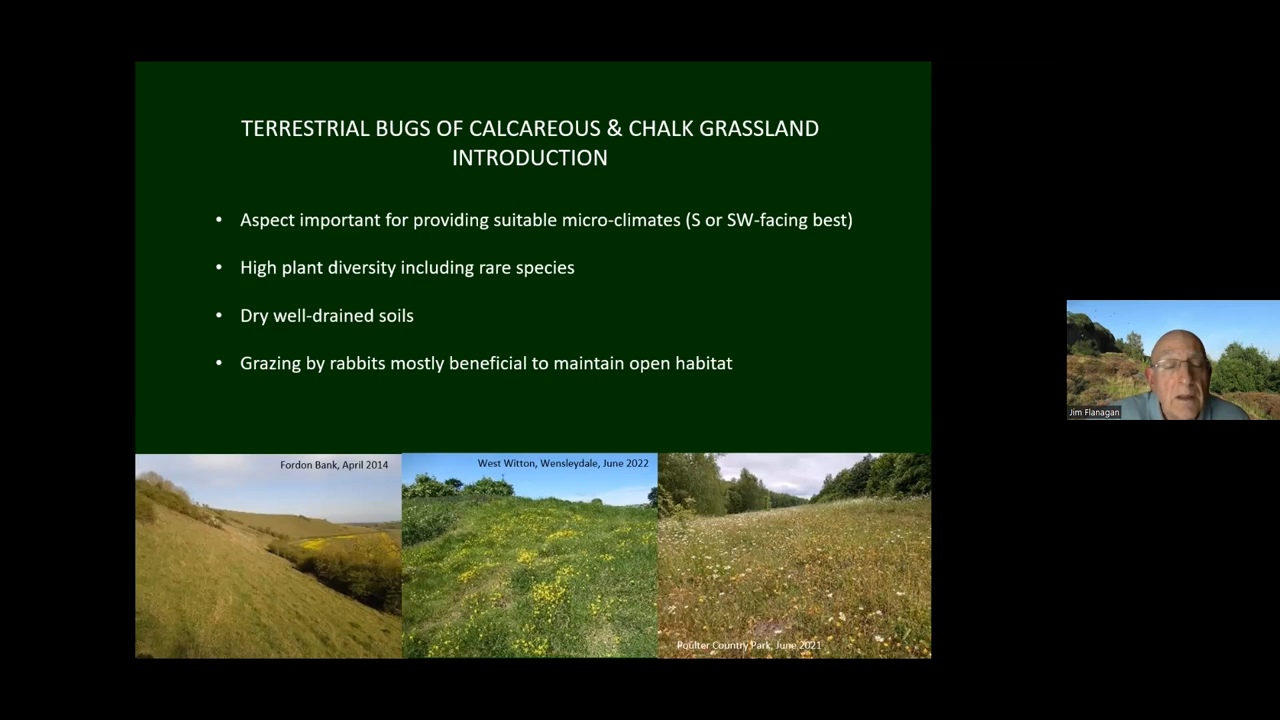 TERRESTRIAL BUGS OF CALCAREOUS & CHALK GRASSLAND
INTRODUCTION
• Aspect important for providing suitable micro-climates (S or SW-facing best)
• High plant diversity including rare species
• Dry well-drained soils
• Grazing by rabbits mostly beneficial to maintain open habitat
Fordon Bank, April 2014
West Witton, Wensleydale, June 2022
Poulter Country Park, June 2021
Jim Flanagan